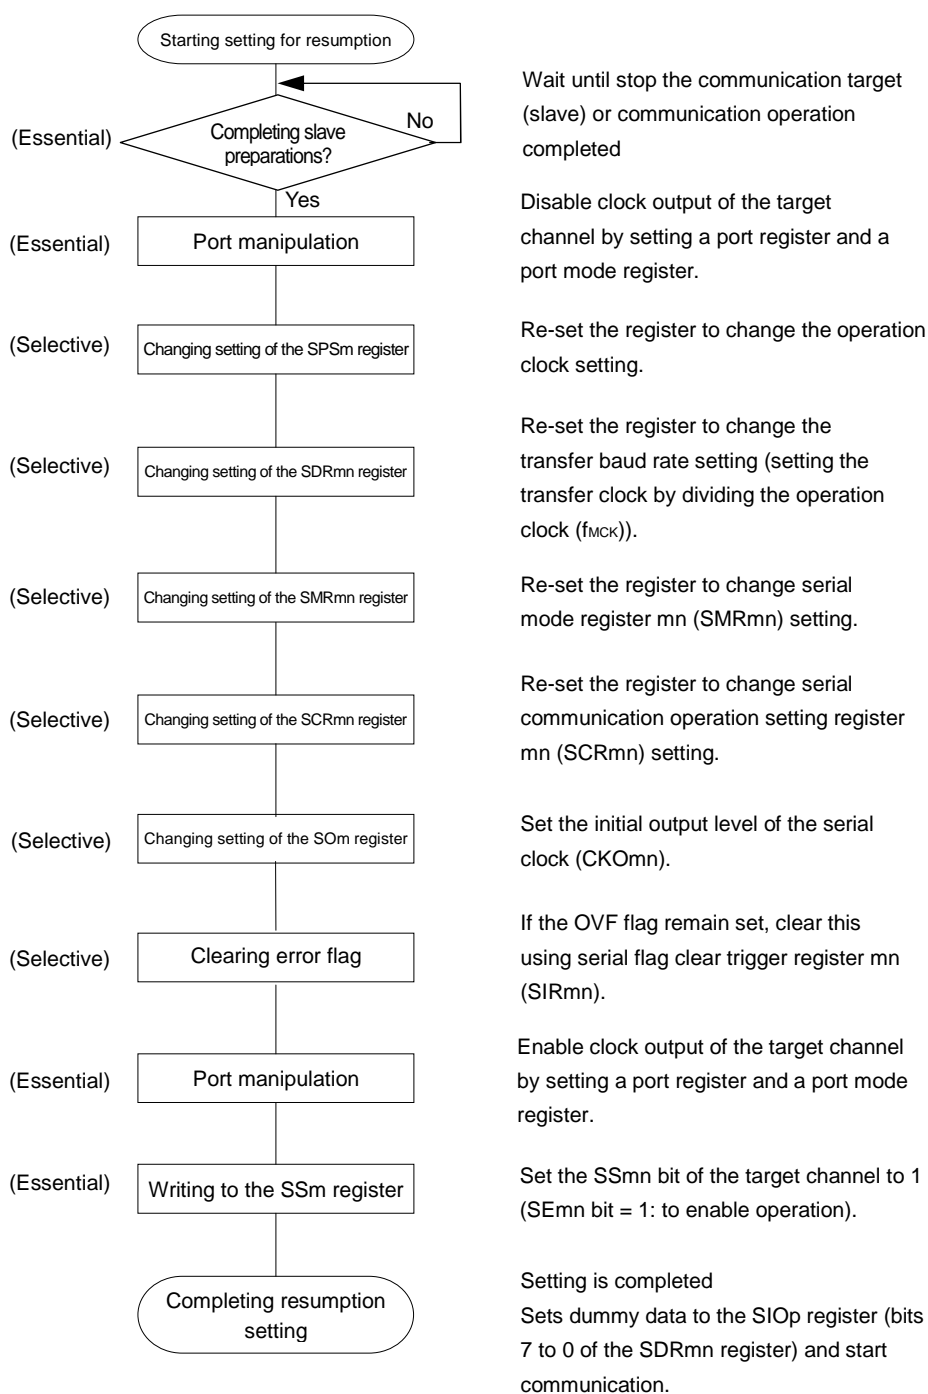 Starting setting for resumption
Wait until stop the communication target
(slave) or communication operation
completed
(Essential)
Completing slave
preparations?
No
Yes
(Essential)
Port manipulation
Disable clock output of the target
channel by setting a port register and a
port mode register.
(Selective)
Changing setting of the SPSm register
Re-set the register to change the operation
clock setting.
(Selective)
Changing setting of the SDRmn register
Re-set the register to change the
transfer baud rate setting (setting the
transfer clock by dividing the operation
clock (fMCK)).
(Selective)
Changing setting of the SMRmn register
Re-set the register to change serial
mode register mn (SMRmn) setting.
(Selective)
Changing setting of the SCRmn register
Re-set the register to change serial
communication operation setting register
mn (SCRmn) setting.
(Selective)
Changing setting of the SOm register
Set the initial output level of the serial
clock (CKOmn).
(Selective)
Clearing error flag
If the OVF flag remain set, clear this
using serial flag clear trigger register mn
(SIRmn).
(Essential)
Port manipulation
Enable clock output of the target channel
by setting a port register and a port mode
register.
(Essential)
Writing to the SSm register
Set the SSmn bit of the target channel to 1
(SEmn bit = 1: to enable operation).
Completing resumption
setting
Setting is completed
Sets dummy data to the SIOp register (bits
7 to 0 of the SDRmn register) and start
communication.